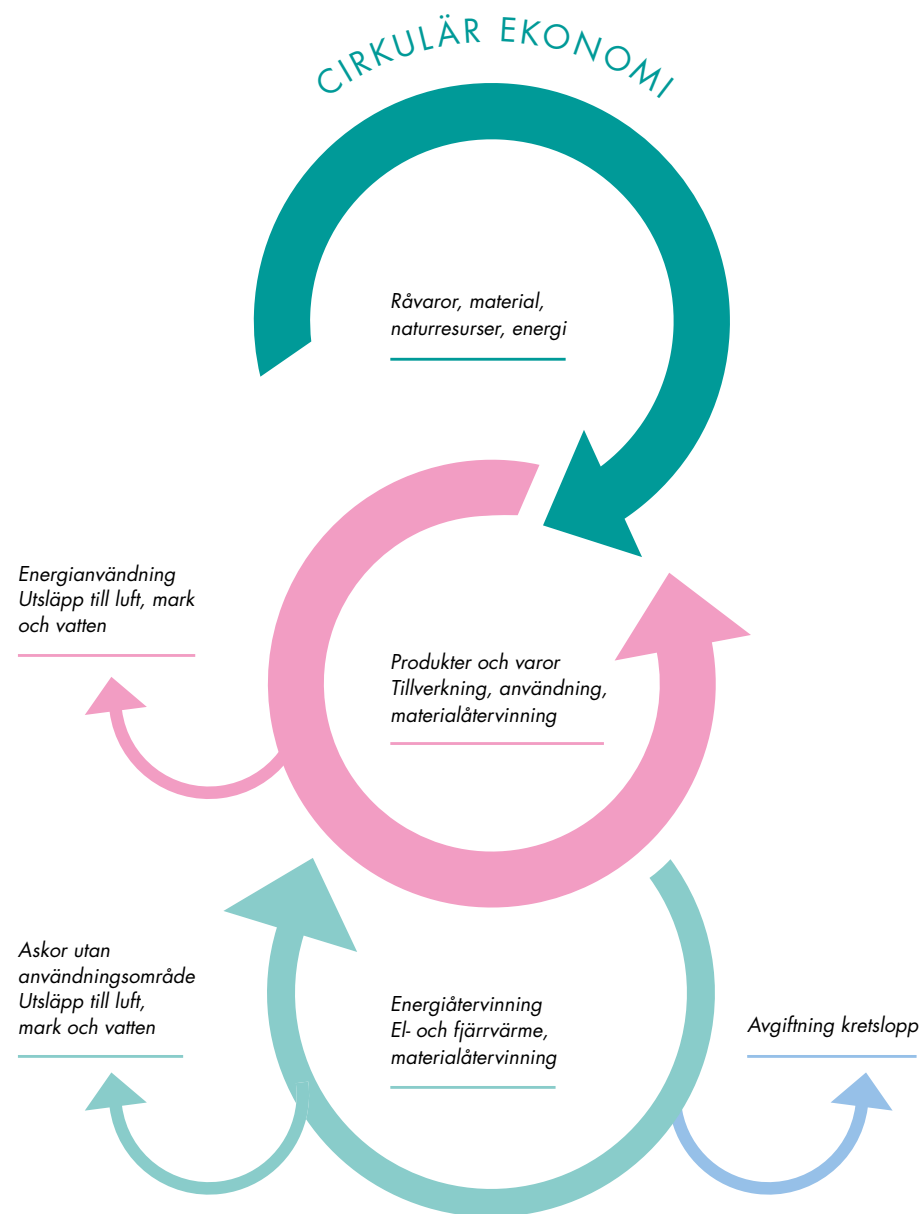 CIRKULÄR EKONOMI
Råvaror, material,
naturresurser, energi
Energianvändning
Utsläpp till luft, mark
och vatten
Produkter och varor
Tillverkning, användning,
materialåtervinning
Askor utan
användningsområde
Utsläpp till luft,
mark och vatten
Energiåtervinning
El- och fjärrvärme,
materialåtervinning
Avgiftning kretslopp